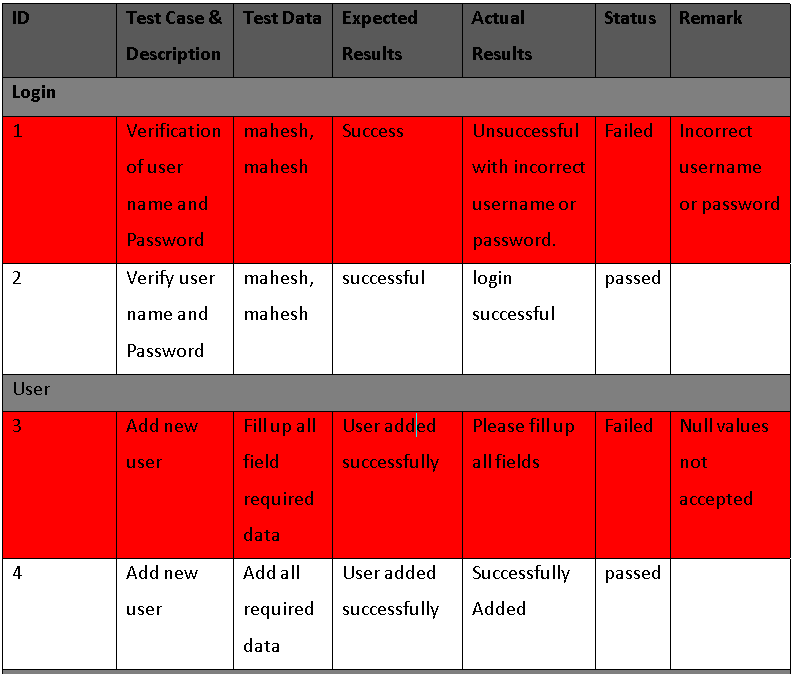 ID
Test Case &
Description
Test Data
Expected
Results
Actual
Results
Status
Remark
Login
1
Verification
of user
name and
Password
mahesh,
mahesh
Success
Unsuccessful
with incorrect
username or
password.
Failed
Incorrect
username
or password
2
Verify user
name and
Password
mahesh,
mahesh
successful
login
successful
passed
User
3
Add new
user
Fill up all
field
required
data
User added
successfully
Please fill up
all fields
Failed
Null values
not
accepted
4
Add new
user
Add all
required
data
User added
successfully
Successfully
Added
passed